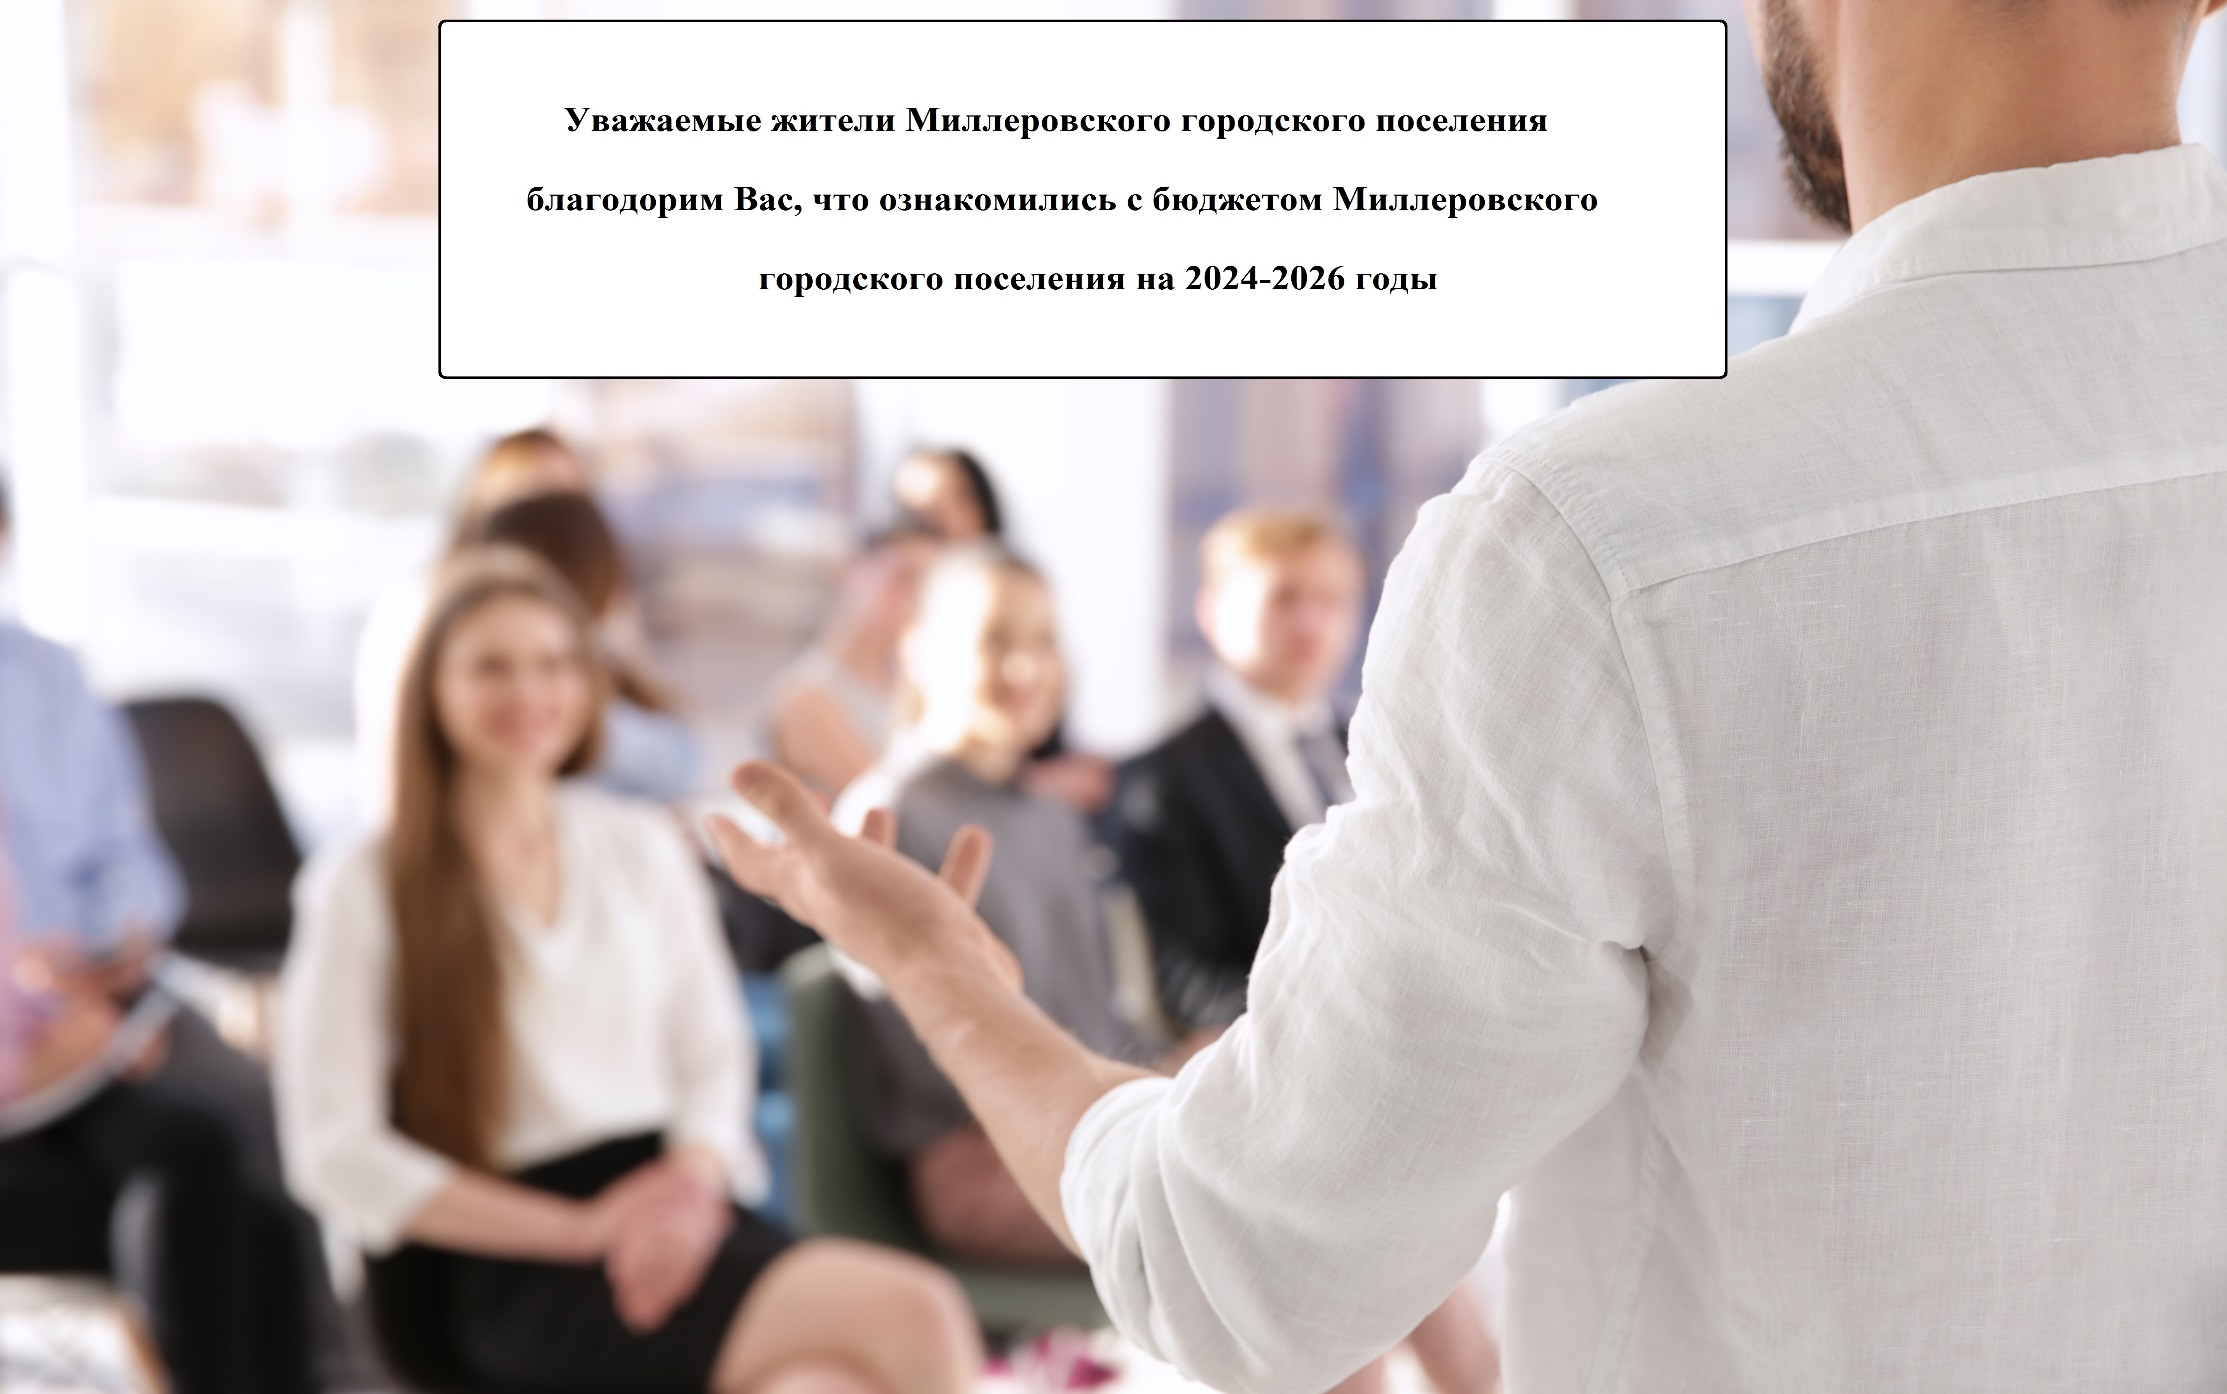 Уважаемые жители Миллеровского городского поселения
благодорим Вас, что ознакомились с бюджетом Миллеровского
городского поселения на 2024-2026 годы